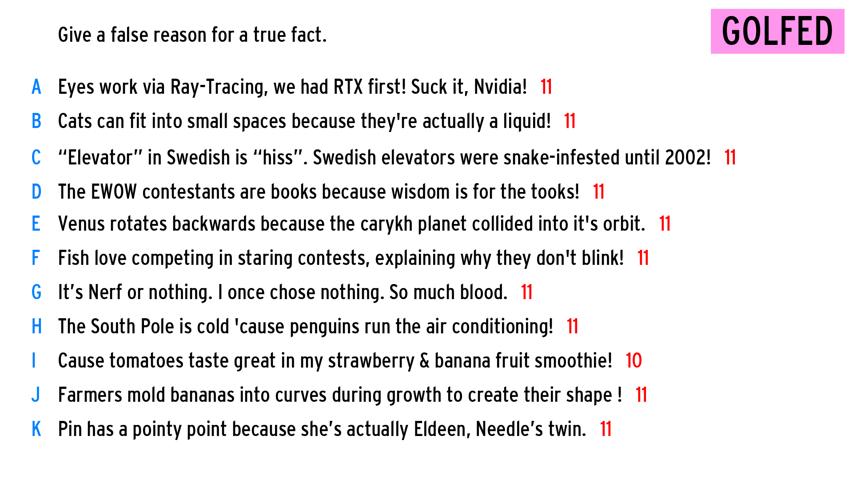 Give a false reason for a true fact.
GOLFED
A Eyes work via Ray-Tracing, we had RTX first! Suck it, Nvidia! 11
B Cats can fit into small spaces because they're actually a liquid! 11
C “Elevator” in Swedish is “hiss”. Swedish elevators were snake-infested until 2002! 11
D The EWOW contestants are books because wisdom is for the tooks! 11
E Venus rotates backwards because the carykh planet collided into it's orbit. 11
F Fish love competing in staring contests, explaining why they don't blink! 11
G It’s Nerf or nothing. I once chose nothing. So much blood. 11
H The South Pole is cold 'cause penguins run the air conditioning! 11
I Cause tomatoes taste great in my strawberry & banana fruit smoothie! 10
J Farmers mold bananas into curves during growth to create their shape ! 11
K Pin has a pointy point because she’s actually Eldeen, Needle’s twin. 11